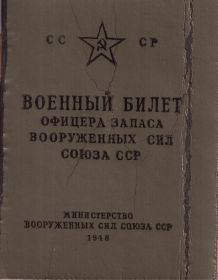 СС СР
ВОЕННЫЙ БИЛЕТ
ОФИЦЕРА ЗАПАСА
ВООРУЖЕННЫХ СИЛ
СОЮЗА ССР
МИНИСТЕРСТВО
ВООРУЖЕННЫХ СИЛ СОЮЗА ССР
1948